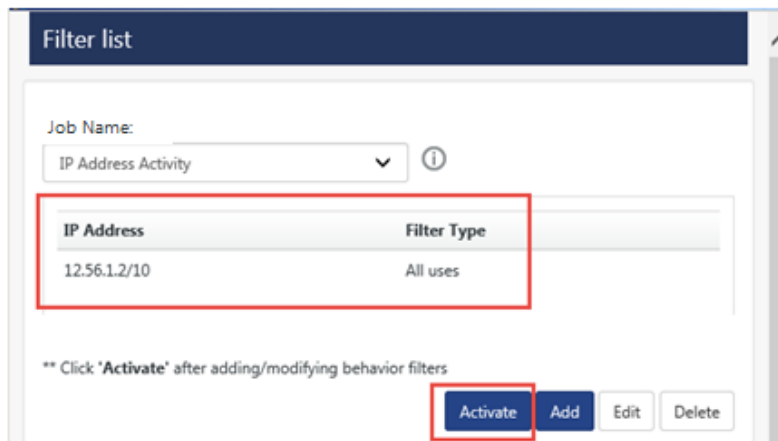 Filter list
Job Name:
IP Address Activity
IP Address Filter Type
12.56.1.2/10 All uses
** Click "Activate" after adding/modifying behavior filters
Activate Add Edit Delete